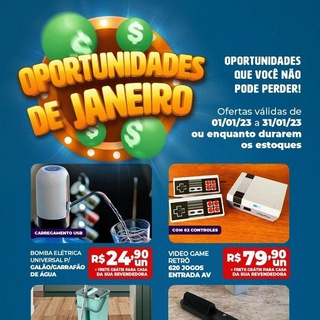 OPORTUNIDADES
DE JANEIRO
OPORTUNIDADES
QUE VOCÊ NÃO
PODE PERDER!
Ofertas válidas de
01/01/23 a 31/01/23
ou enquanto durarem
os estoques
CARREGAMENTO USB
BOMBA ELÉTRICA
UNIVERSAL P/
GALÃO/GARRAFÃO
DE ÁGUA
R$24,90
un
+ FRETE GRÁTIS PARA CASA
DA SUA REVENDEDORA
COM 02 CONTROLES
VIDEO GAME
RETRÔ
620 JOGOS
ENTRADA AV
R$79,90
un
+ FRETE GRÁTIS PARA CASA
DA SUA REVENDEDORA